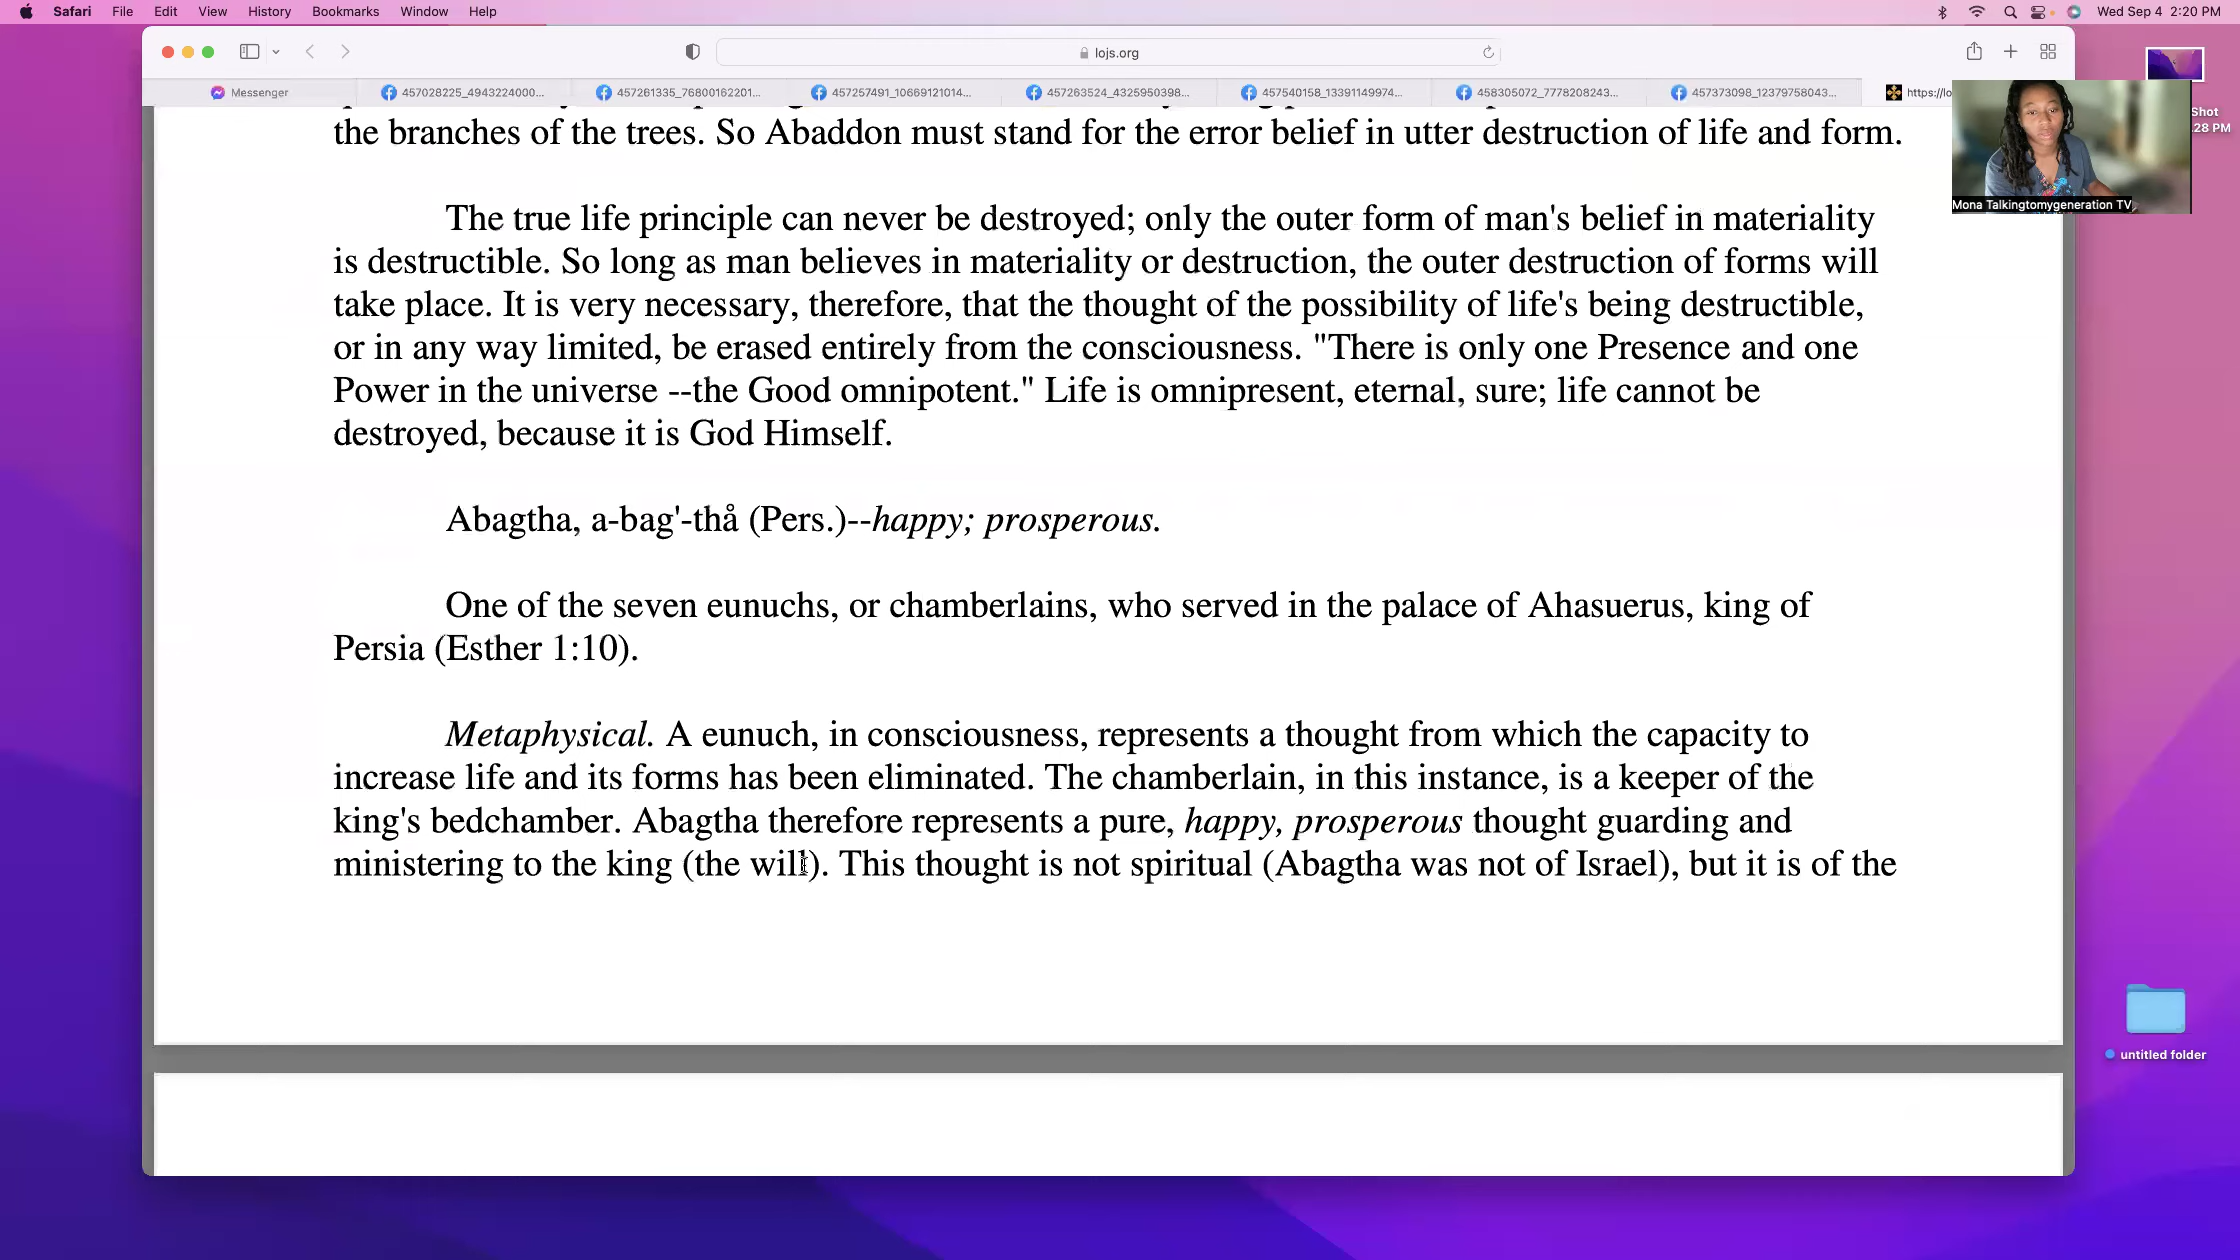 Safari File Edit View History Bookmarks Window Help
Wed Sep 4 2:20 PM
lojs.org
Messenger
457028225_4943224000...
457261335_76800162201...
457257491_10669121014...
457263524_4325950398...
457540158_13391149974...
458305072_7778208243...
457373098_12379758043...
https://lo
Shot
.28 PM
Mona Talkingtomygeneration TV
the branches of the trees. So Abaddon must stand for the error belief in utter destruction of life and form.
The true life principle can never be destroyed; only the outer form of man's belief in materiality
is destructible. So long as man believes in materiality or destruction, the outer destruction of forms will
take place. It is very necessary, therefore, that the thought of the possibility of life's being destructible,
or in any way limited, be erased entirely from the consciousness. "There is only one Presence and one
Power in the universe --the Good omnipotent." Life is omnipresent, eternal, sure; life cannot be
destroyed, because it is God Himself.
Abagtha, a-bag'-thå (Pers.)--happy; prosperous.
One of the seven eunuchs, or chamberlains, who served in the palace of Ahasuerus, king of
Persia (Esther 1:10).
Metaphysical. A eunuch, in consciousness, represents a thought from which the capacity to
increase life and its forms has been eliminated. The chamberlain, in this instance, is a keeper of the
king's bedchamber. Abagtha therefore represents a pure, happy, prosperous thought guarding and
ministering to the king (the will). This thought is not spiritual (Abagtha was not of Israel), but it is of the
untitled folder